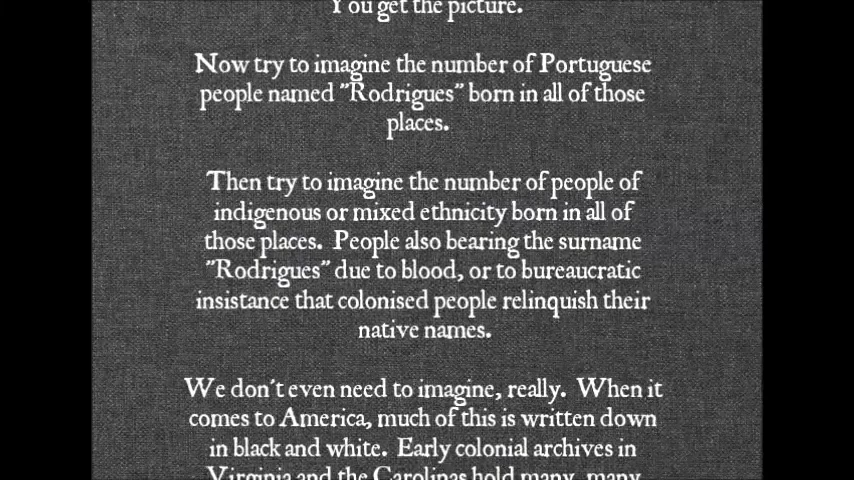 You get the picture.
Now try to imagine the number of Portuguese
people named "Rodrigues" born in all of those
places.
Then try to imagine the number of people of
indigenous or mixed ethnicity born in all of
those places. People also bearing the surname
"Rodrigues" due to blood, or to bureaucratic
insistance that colonised people relinquish their
native names.
We don't even need to imagine, really. When it
comes to America, much of this is written down
in black and white. Early colonial archives in
Virginia and the Carolinas hold many, many